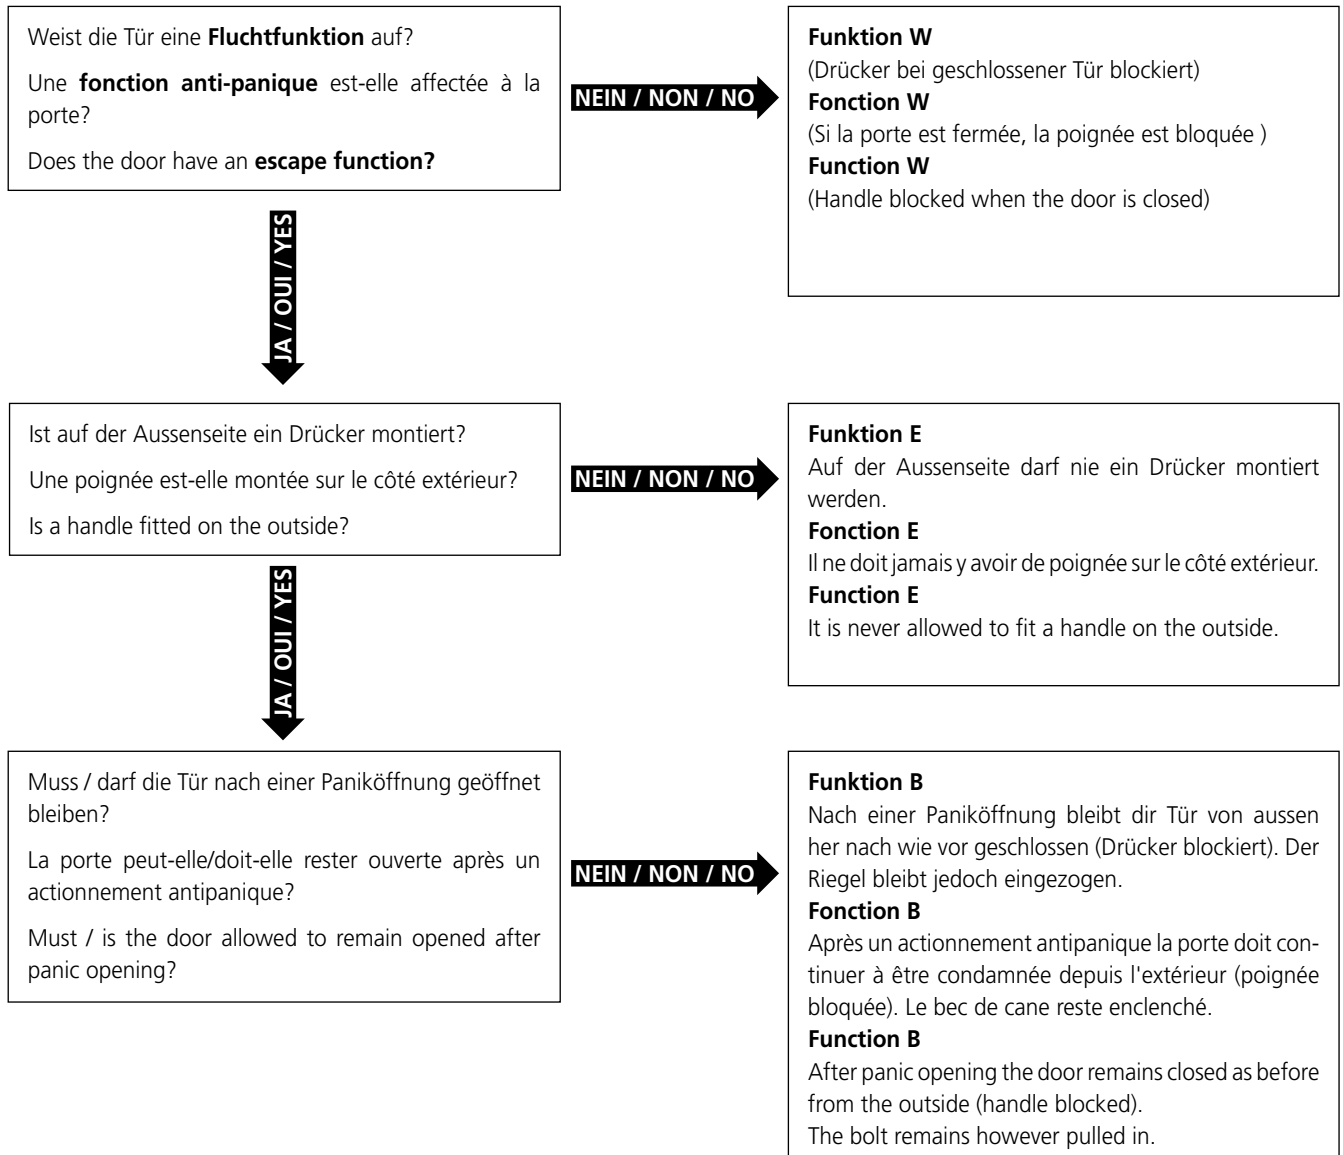 Weist die Tür eine Fluchtfunktion auf?
Une fonction anti-panique est-elle affectée à la
porte?
Does the door have an escape function?
NEIN / NON / NO
Funktion W
(Drücker bei geschlossener Tür blockiert)
Fonction W
(Si la porte est fermée, la poignée est bloquée )
Function W
(Handle blocked when the door is closed)
JA / OUI / YES
Ist auf der Aussenseite ein Drücker montiert?
Une poignée est-elle montée sur le côté extérieur?
Is a handle fitted on the outside?
NEIN / NON / NO
Funktion E
Auf der Aussenseite darf nie ein Drücker montiert
werden.
Fonction E
Il ne doit jamais y avoir de poignée sur le côté extérieur.
Function E
It is never allowed to fit a handle on the outside.
JA / OUI / YES
Muss / darf die Tür nach einer Paniköffnung geöffnet
bleiben?
La porte peut-elle/doit-elle rester ouverte après un
actionnement antipanique?
Must / is the door allowed to remain opened after
panic opening?
NEIN / NON / NO
Funktion B
Nach einer Paniköffnung bleibt dir Tür von aussen
her nach wie vor geschlossen (Drücker blockiert). Der
Riegel bleibt jedoch eingezogen.
Fonction B
Après un actionnement antipanique la porte doit con-
tinuer à être condamnée depuis l'extérieur (poignée
bloquée). Le bec de cane reste enclenché.
Function B
After panic opening the door remains closed as before
from the outside (handle blocked).
The bolt remains however pulled in.